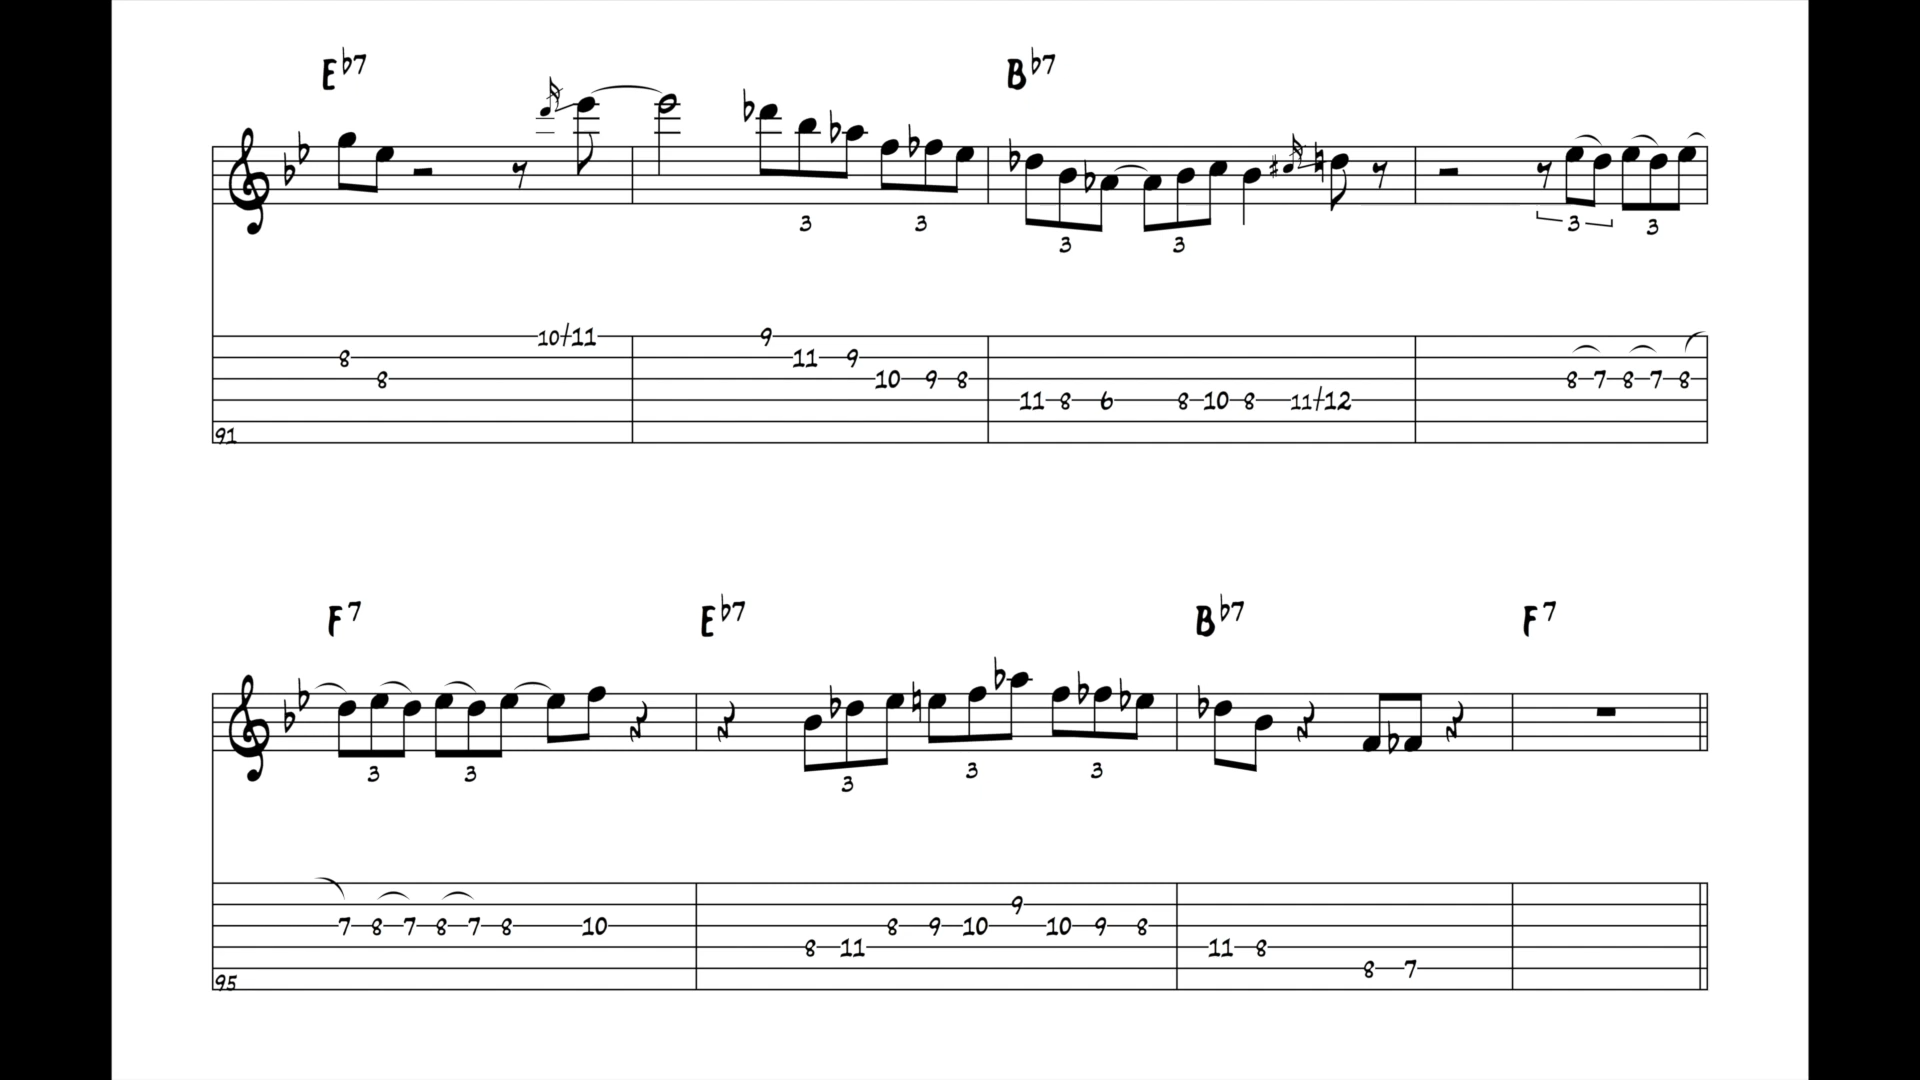 E♭7 B♭7
3 3 3 3 3 3
10/11 9
8 11 9
8 10 9 8 8 7 8 7 8
11 8 6 8 10 8 11/12
91
F7 E♭7 B♭7 F7
3 3 3 3 3
9
7 8 7 8 7 8 10 8 9 10 10 9 8
8 11 11 8
8 7
95